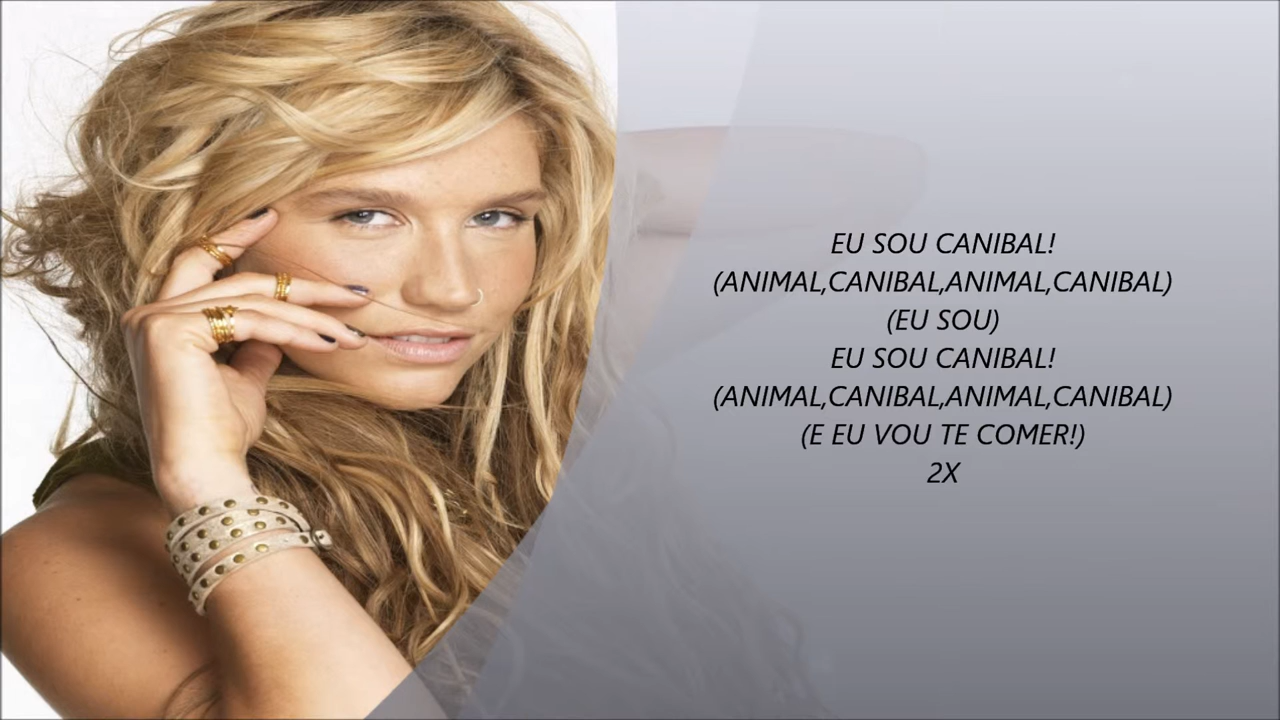 EU SOU CANIBAL!
(ANIMAL,CANIBAL,ANIMAL,CANIBAL)
(EU SOU)
EU SOU CANIBAL!
(ANIMAL,CANIBAL,ANIMAL,CANIBAL)
(E EU VOU TE COMER!)
2X